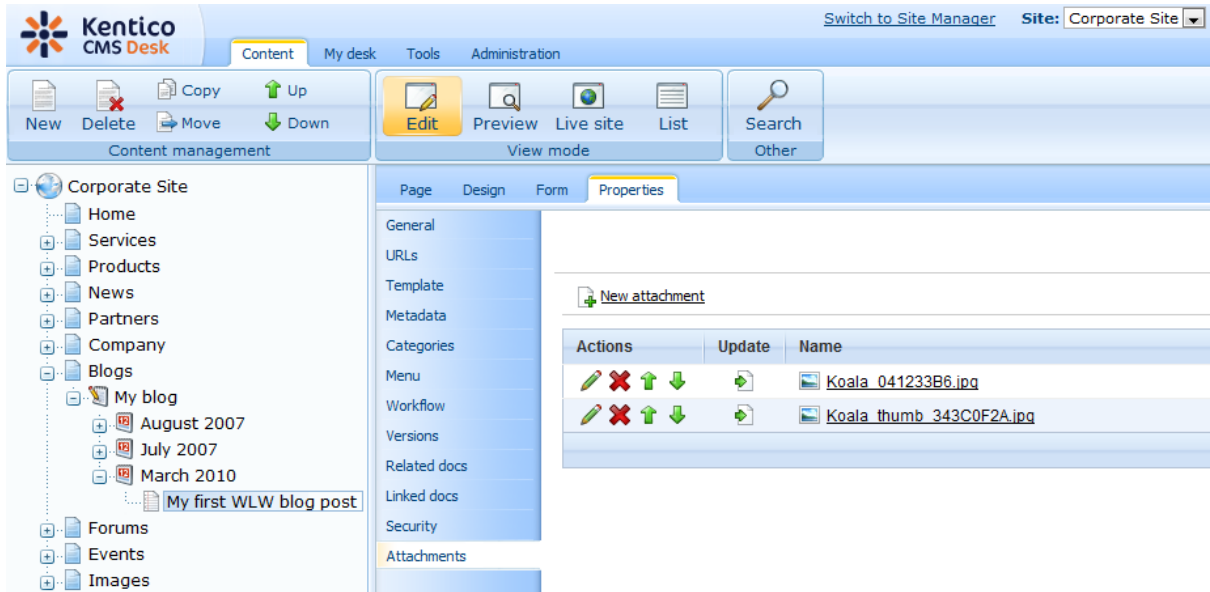 Kentico
CMS Desk
Switch to Site Manager Site: Corporate Site
Content My desk Tools Administration
New Delete Copy Move Up Down
Content management
Edit Preview Live site List
View mode
Search
Other
Corporate Site
Home
Services
Products
News
Partners
Company
Blogs
My blog
August 2007
July 2007
March 2010
My first WLW blog post
Forums
Events
Images
Page Design Form Properties
General
URLs
Template
Metadata
Categories
Menu
Workflow
Versions
Related docs
Linked docs
Security
Attachments
New attachment
Actions Update Name
Koala_041233B6.jpg
Koala_thumb_343C0F2A.jpg